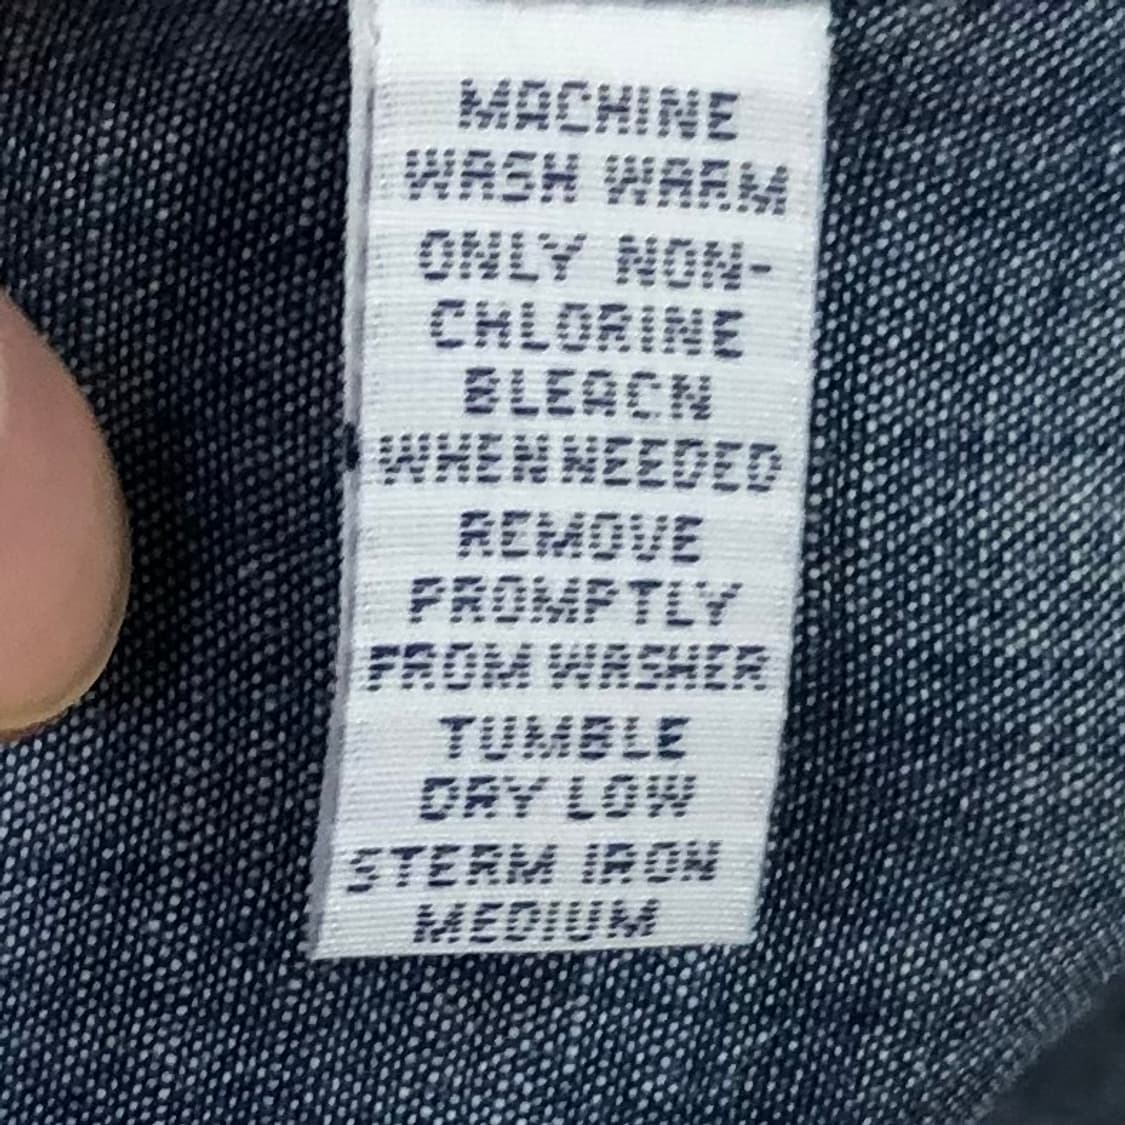 MACHINE
WASH WARM
ONLY NON-
CHLORINE
BLEACN
WHEN NEEDED
REMOVE
PROMPTLY
FROM WASHER
TUMBLE
DRY LOW
STERM IRON
MEDIUM